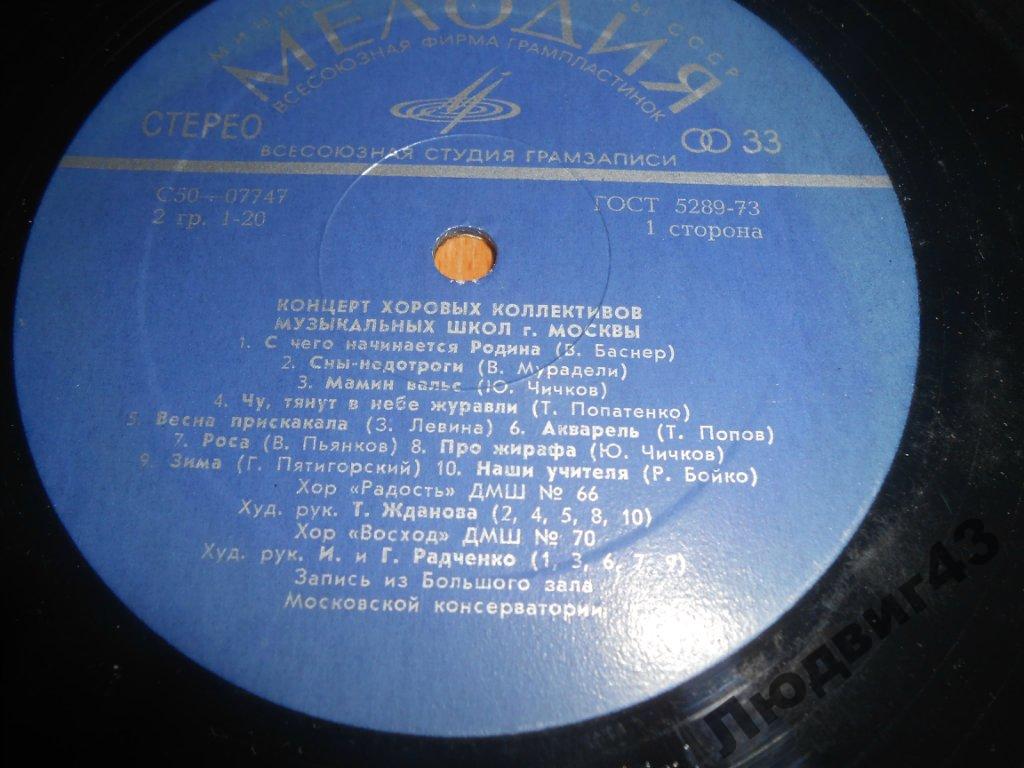 СССР
МЕЛОДИЯ
ВСЕСОЮЗНАЯ ФИРМА ГРАМПЛАСТИНОК
СТЕРЕО
33
ВСЕСОЮЗНАЯ СТУДИЯ ГРАМЗАПИСИ
С50—07747
ГОСТ 5289-73
2 гр. 1-20
1 сторона
КОНЦЕРТ ХОРОВЫХ КОЛЛЕКТИВОВ
МУЗЫКАЛЬНЫХ ШКОЛ г. МОСКВЫ
1. С чего начинается Родина (В. Баснер)
2. Сны-недотроги (В. Мурадели)
3. Мамин вальс (Ю. Чичков)
4. Чу, тянут в небе журавли (Т. Попатенко)
5. Весна прискакала (З. Левина) 6. Акварель (Т. Попов)
7. Роса (В. Пьянков) 8. Про жирафа (Ю. Чичков)
9. Зима (Г. Пятигорский) 10. Наши учителя (Р. Бойко)
Хор «Радость» ДМШ № 66
Худ. рук. Т. Жданова (2, 4, 5, 8, 10)
Хор «Восход» ДМШ № 70
Худ. рук. И. и Г. Радченко (1, 3, 6, 7, 9)
Запись из Большого зала
Московской консерватории
Людвиг43